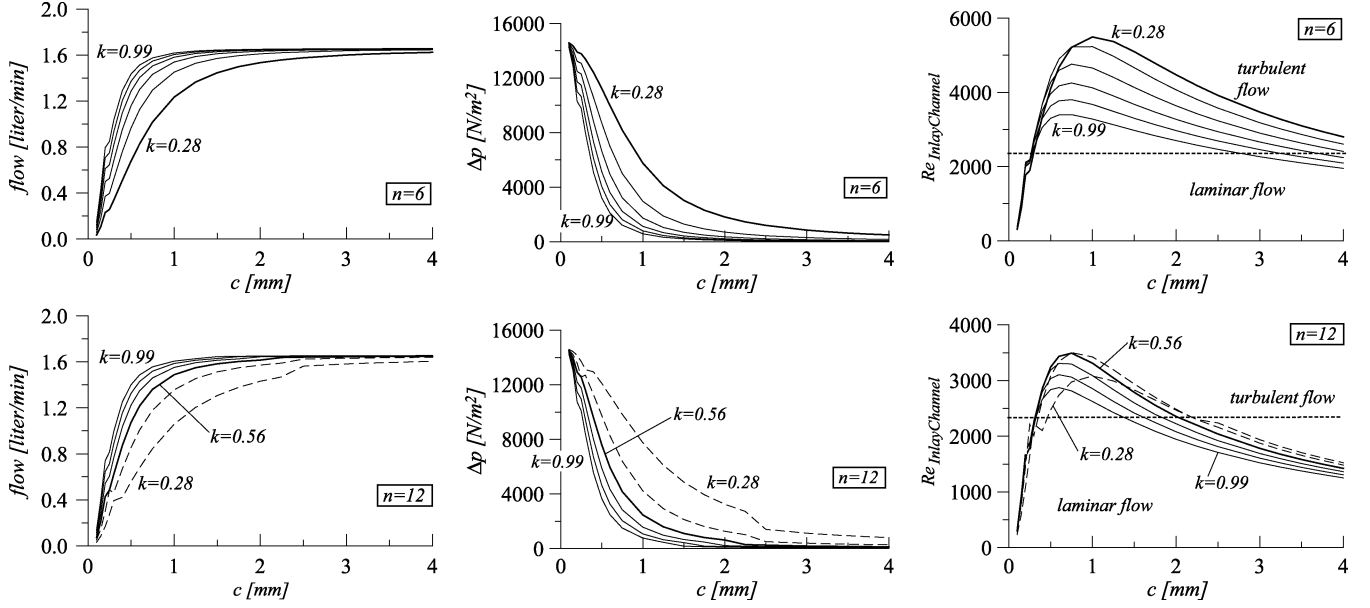 flow [liter/min]
2.0
1.6
1.2
0.8
0.4
0.0
k=0.99
k=0.28
n=6
0 1 2 3 4
c [mm]
Δp [N/m²]
16000
12000
8000
4000
0
k=0.28
k=0.99
n=6
0 1 2 3 4
c [mm]
Re InlayChannel
6000
4000
2000
0
k=0.28
n=6
turbulent
flow
k=0.99
laminar flow
0 1 2 3 4
c [mm]
flow [liter/min]
2.0
1.6
1.2
0.8
0.4
0.0
k=0.99
k=0.56
k=0.28
n=12
0 1 2 3 4
c [mm]
Δp [N/m²]
16000
12000
8000
4000
0
k=0.56
k=0.99
k=0.28
n=12
0 1 2 3 4
c [mm]
Re InlayChannel
4000
3000
2000
1000
0
n=12
k=0.56
turbulent flow
k=0.28
k=0.99
laminar flow
0 1 2 3 4
c [mm]